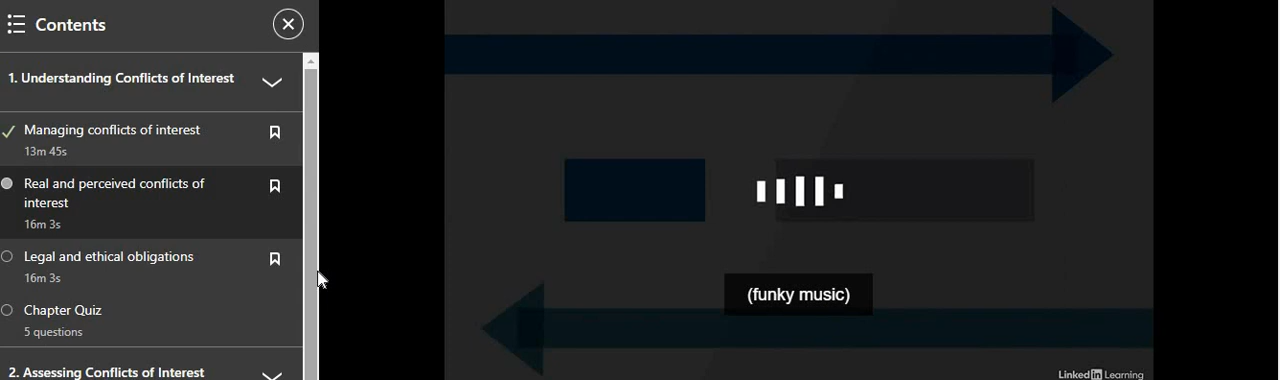 Contents
1. Understanding Conflicts of Interest
Managing conflicts of interest
13m 45s
Real and perceived conflicts of
interest
16m 3s
Legal and ethical obligations
16m 3s
Chapter Quiz
5 questions
2. Assessing Conflicts of Interest
(funky music)
Linked in Learning